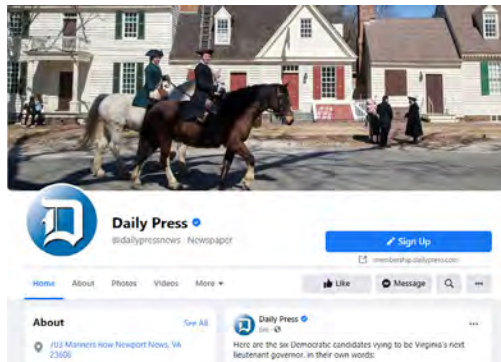 D
Daily Press
@dailypressnews · Newspaper
Sign Up
membership.dailypress.com
Home About Photos Videos More
Like Message
About See All
Daily Press
703 Mariners Row Newport News, VA
23606
Here are the six Democratic candidates vying to be Virginia's next
lieutenant governor, in their own words: